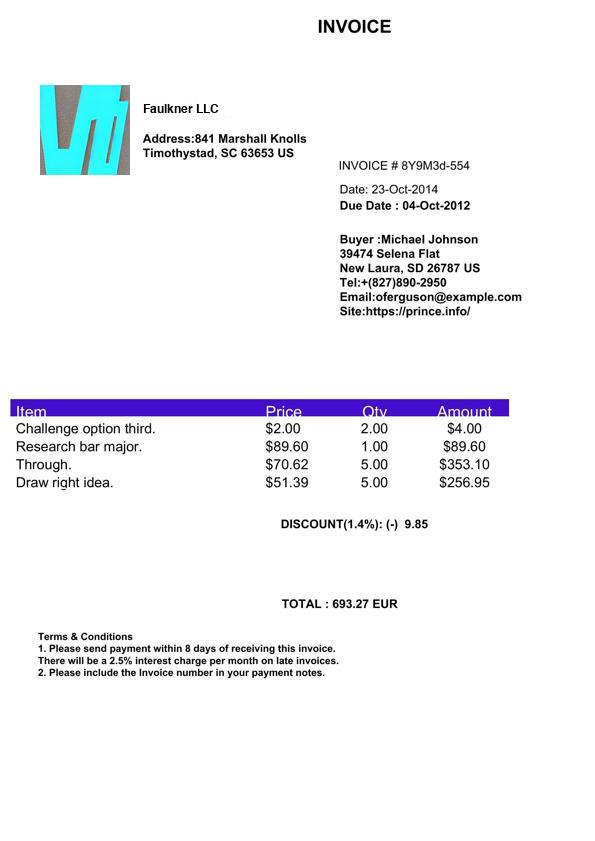 INVOICE
Faulkner LLC
Address:841 Marshall Knolls
Timothystad, SC 63653 US
INVOICE # 8Y9M3d-554
Date: 23-Oct-2014
Due Date : 04-Oct-2012
Buyer :Michael Johnson
39474 Selena Flat
New Laura, SD 26787 US
Tel:+(827)890-2950
Email:oferguson@example.com
Site:https://prince.info/
Item Price Qty Amount
Challenge option third. $2.00 2.00 $4.00
Research bar major. $89.60 1.00 $89.60
Through. $70.62 5.00 $353.10
Draw right idea. $51.39 5.00 $256.95
DISCOUNT(1.4%): (-) 9.85
TOTAL : 693.27 EUR
Terms & Conditions
1. Please send payment within 8 days of receiving this invoice.
There will be a 2.5% interest charge per month on late invoices.
2. Please include the Invoice number in your payment notes.